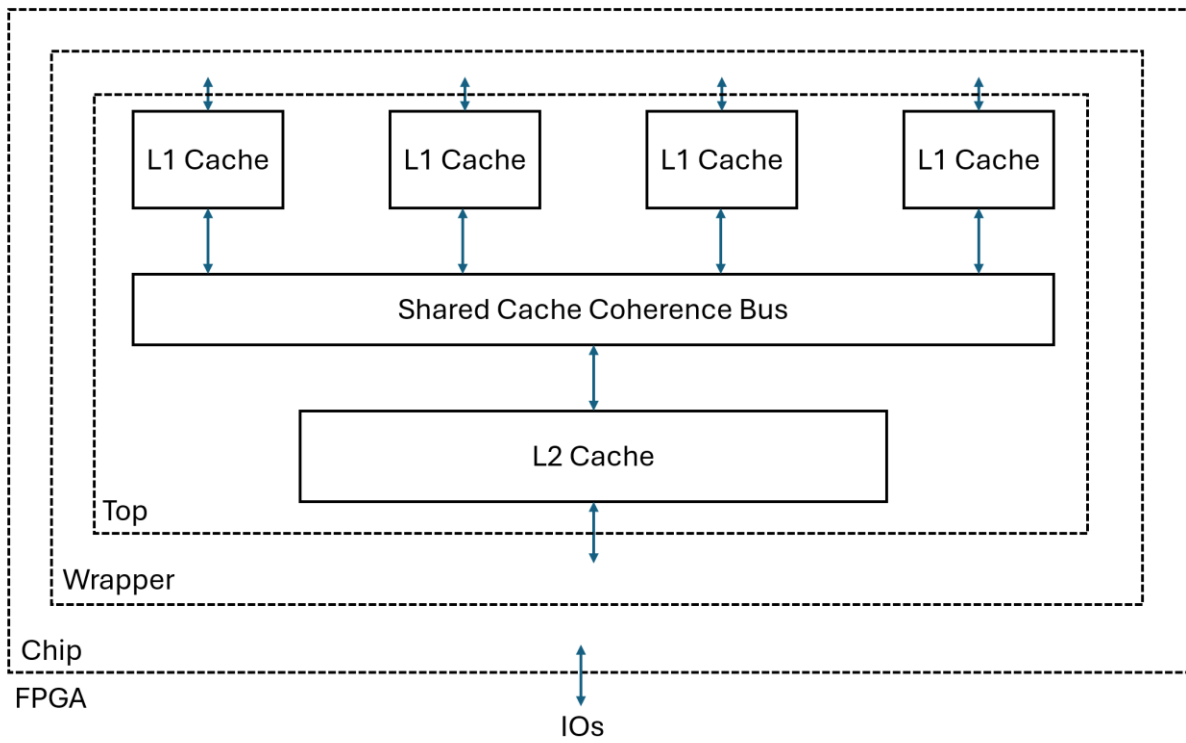 L1 Cache
L1 Cache
L1 Cache
L1 Cache
Shared Cache Coherence Bus
L2 Cache
Top
Wrapper
Chip
FPGA
IOs